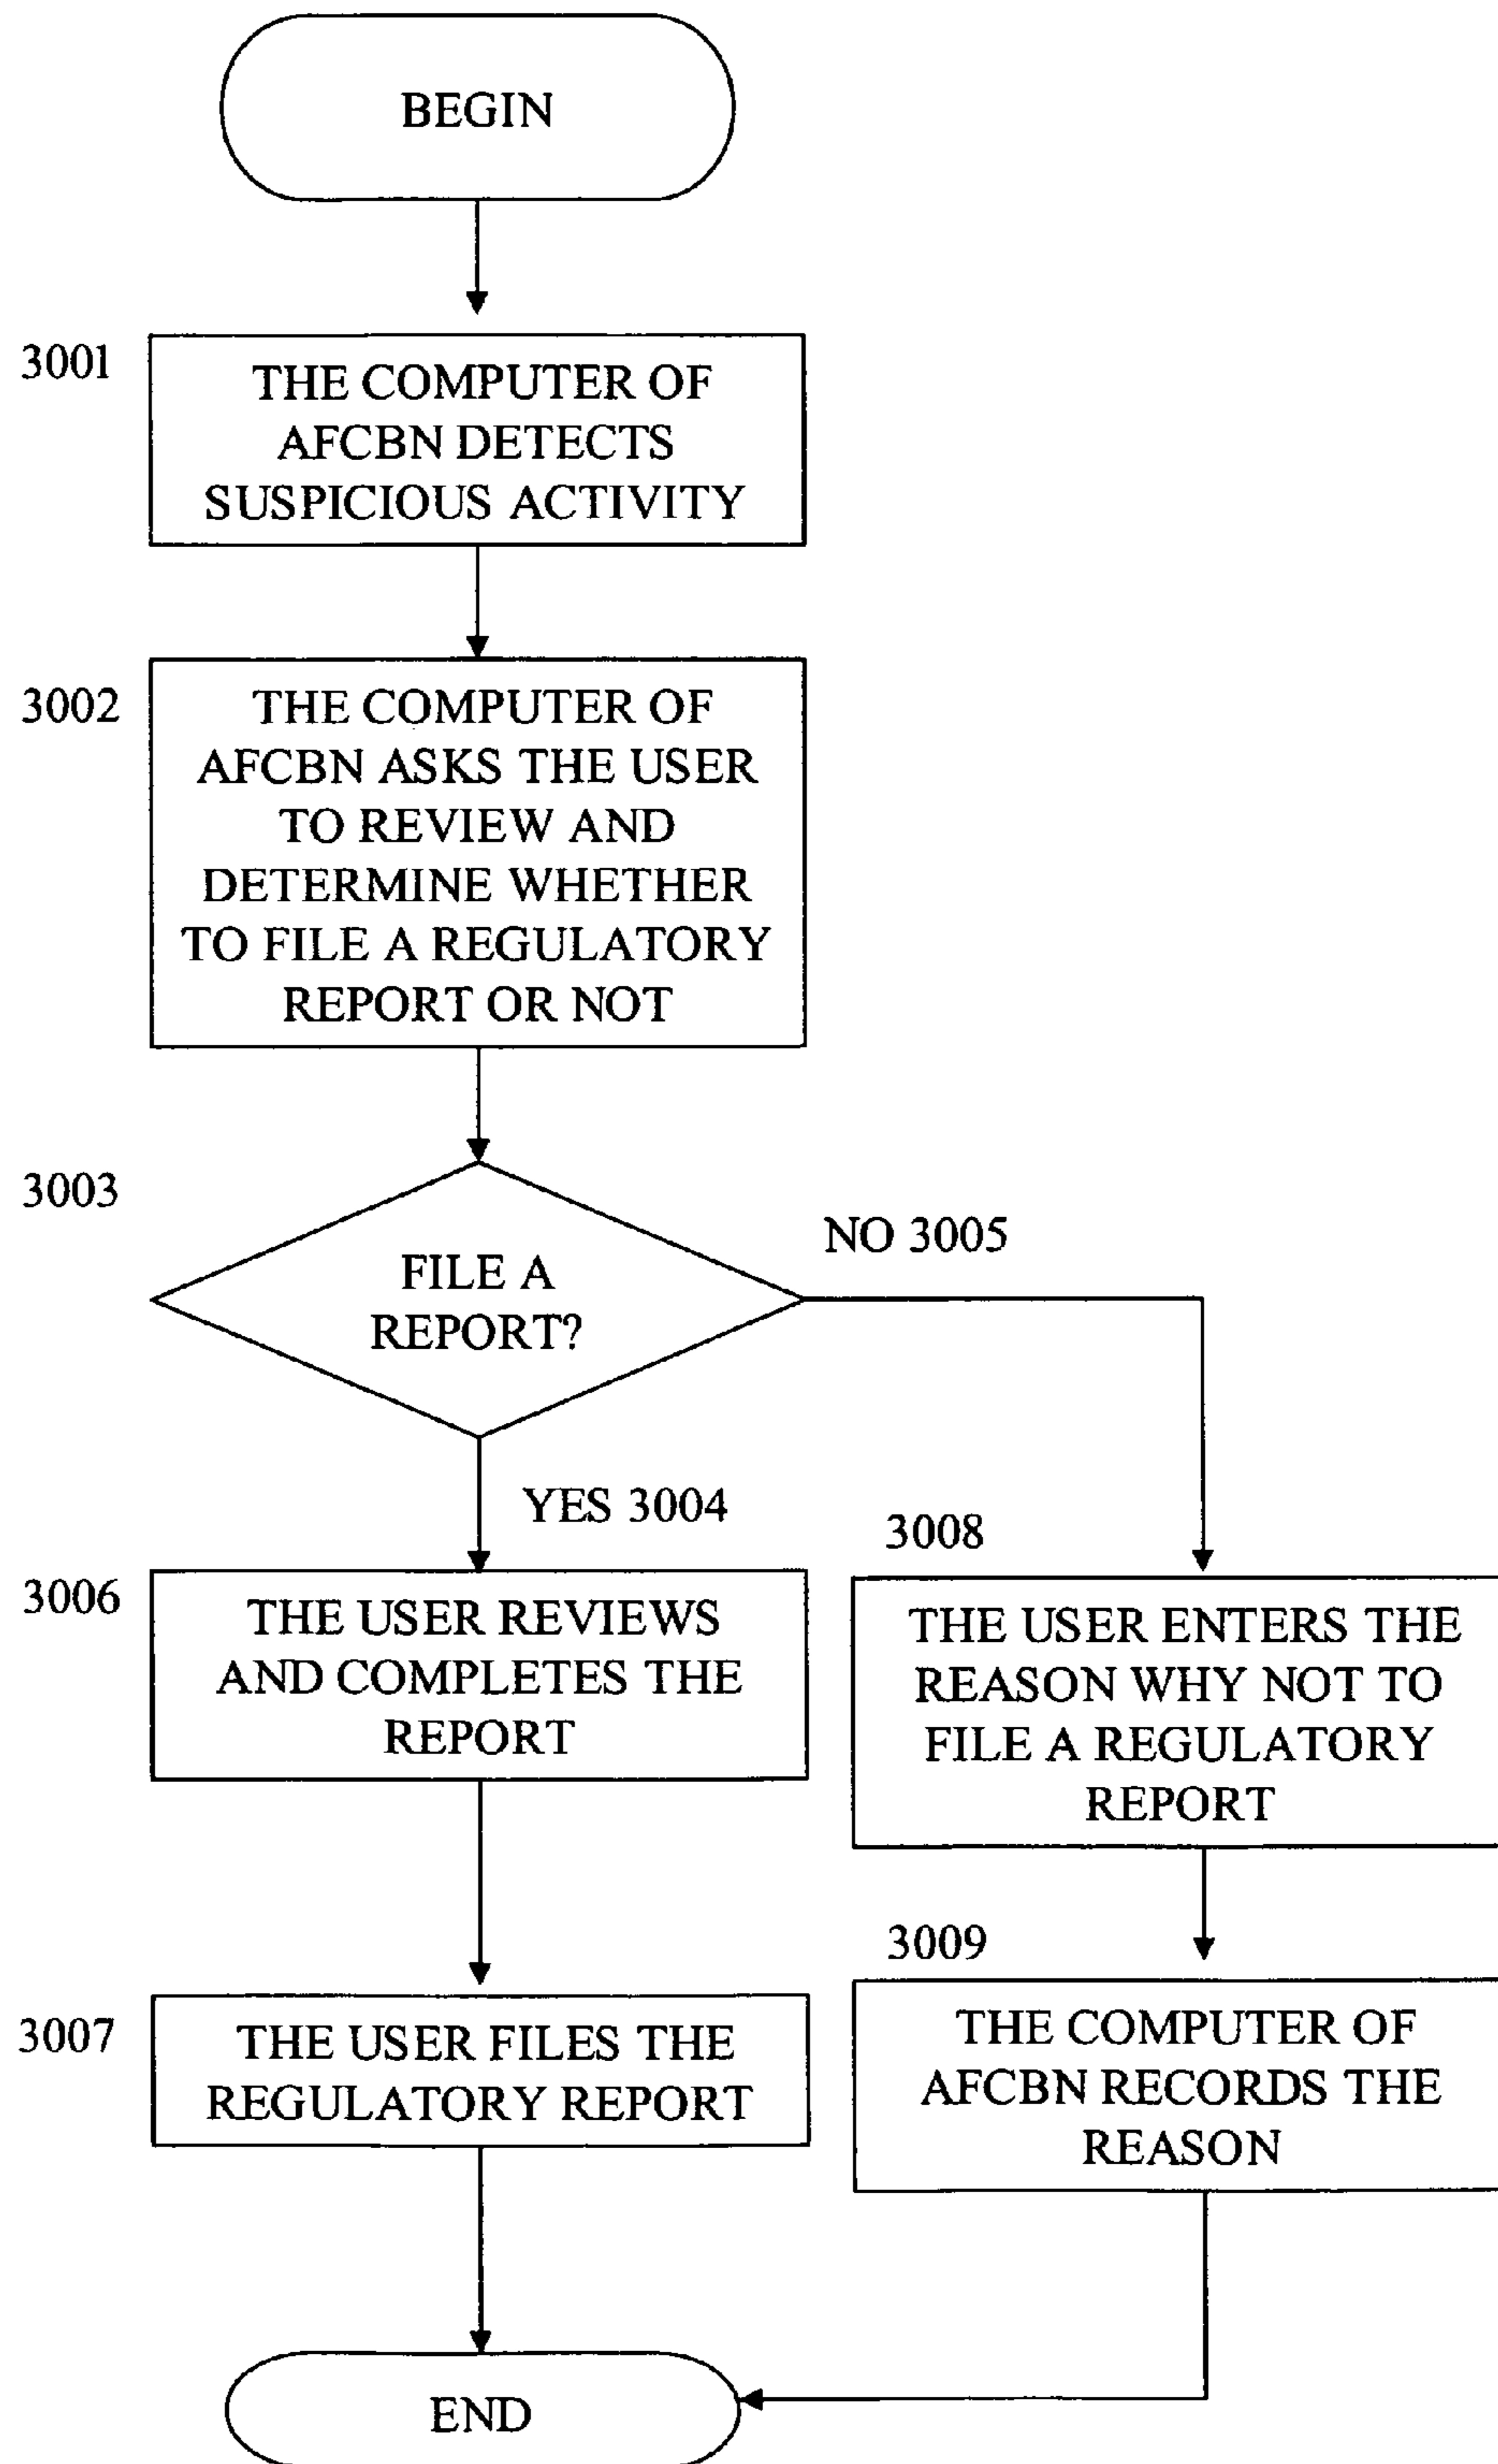 BEGIN
3001
THE COMPUTER OF
AFCBN DETECTS
SUSPICIOUS ACTIVITY
3002
THE COMPUTER OF
AFCBN ASKS THE USER
TO REVIEW AND
DETERMINE WHETHER
TO FILE A REGULATORY
REPORT OR NOT
3003
FILE A
REPORT?
NO 3005
YES 3004
3006
THE USER REVIEWS
AND COMPLETES THE
REPORT
3008
THE USER ENTERS THE
REASON WHY NOT TO
FILE A REGULATORY
REPORT
3007
THE USER FILES THE
REGULATORY REPORT
3009
THE COMPUTER OF
AFCBN RECORDS THE
REASON
END